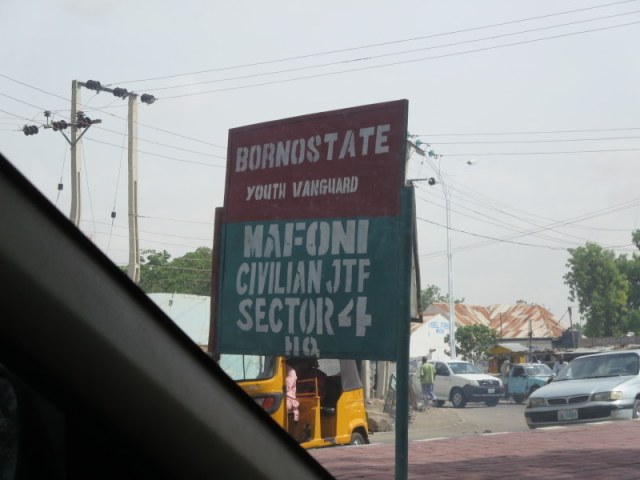 BORNOSTATE
YOUTH VANGUARD
MAFONI
CIVILIAN JTF
SECTOR 4
HQ